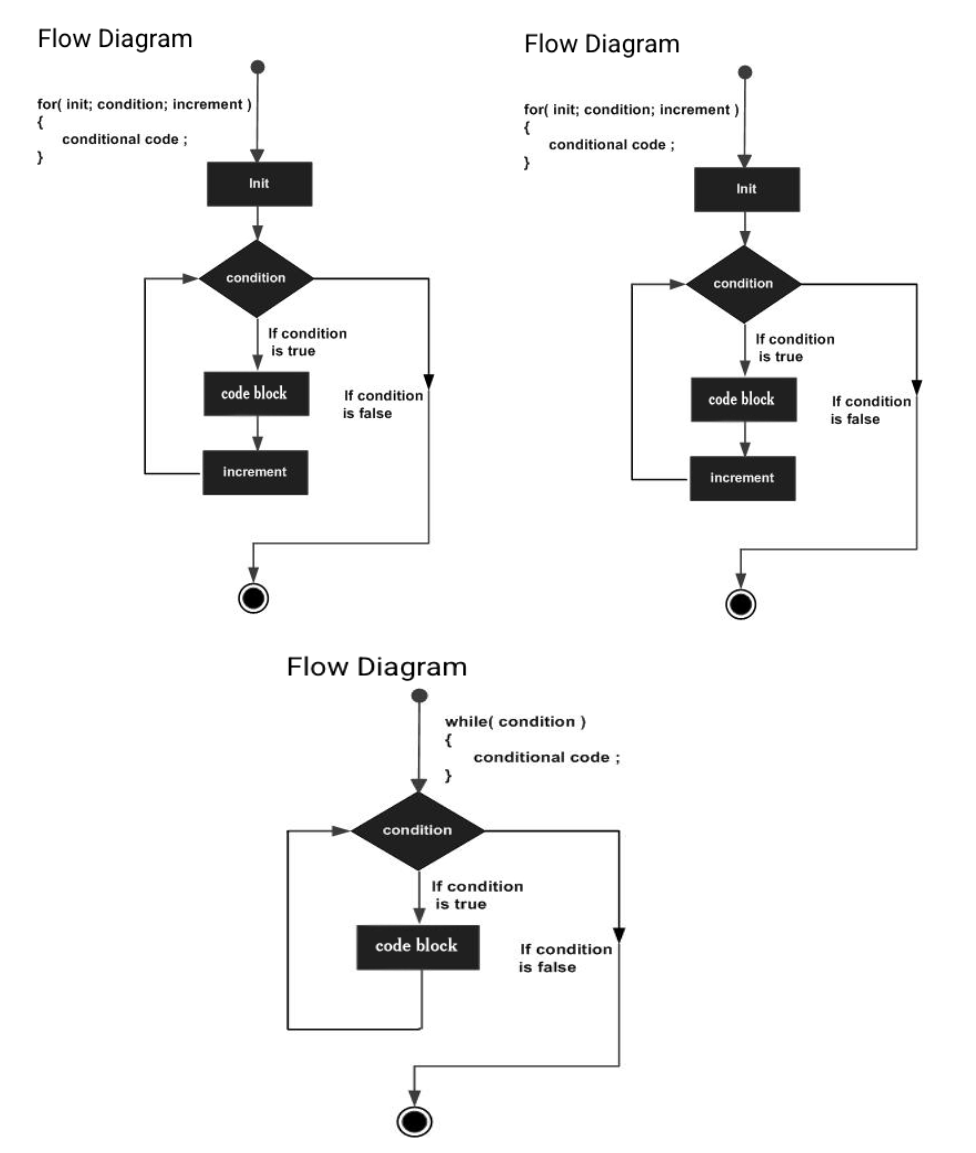 Flow Diagram
for( init; condition; increment )
{
conditional code ;
}
Init
condition
If condition
is true
code block
If condition
is false
increment
Flow Diagram
for( init; condition; increment )
{
conditional code ;
}
Init
condition
If condition
is true
code block
If condition
is false
increment
Flow Diagram
while( condition )
{
conditional code ;
}
condition
If condition
is true
code block
If condition
is false